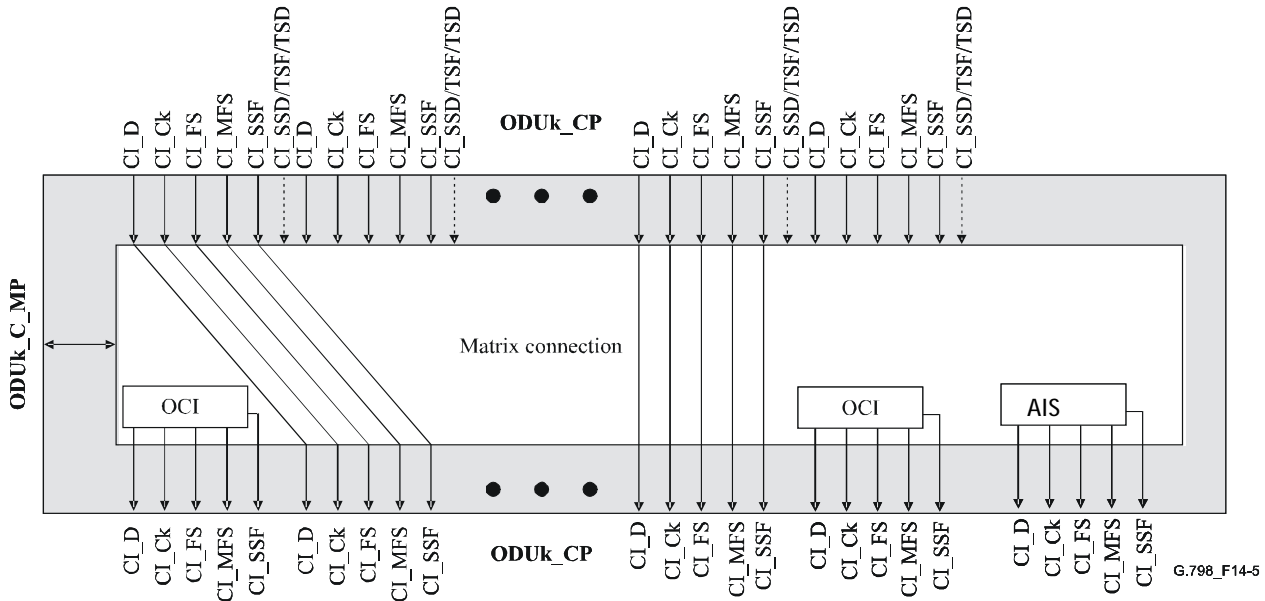 CI_D
CI_Ck
CI_FS
CI_MFS
CI_SSF
CI_SSD/TSF/TSD
CI_D
CI_Ck
CI_FS
CI_MFS
CI_SSF
CI_SSD/TSF/TSD
ODUk_CP
CI_D
CI_Ck
CI_FS
CI_MFS
CI_SSF
CI_SSD/TSF/TSD
CI_D
CI_Ck
CI_FS
CI_MFS
CI_SSF
CI_SSD/TSF/TSD
ODUk_C_MP
Matrix connection
OCI
OCI
AIS
CI_D
CI_Ck
CI_FS
CI_MFS
CI_SSF
CI_D
CI_Ck
CI_FS
CI_MFS
CI_SSF
ODUk_CP
CI_D
CI_Ck
CI_FS
CI_MFS
CI_SSF
CI_D
CI_Ck
CI_FS
CI_MFS
CI_SSF
CI_D
CI_Ck
CI_FS
CI_MFS
CI_SSF
G.798_F14-5